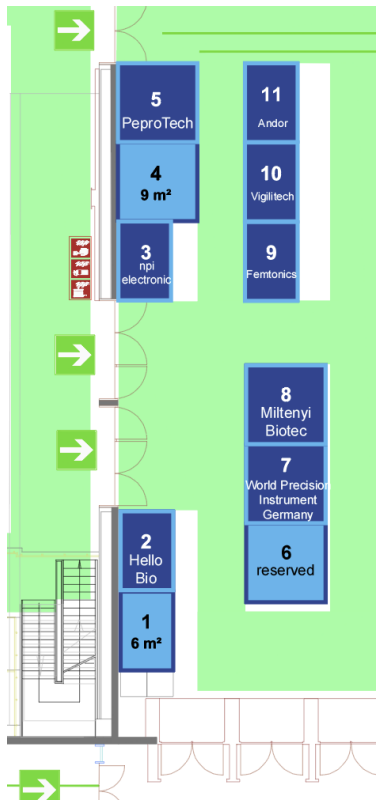 5
PeproTech
4
9 m²
3
npi
electronic
11
Andor
10
Vigilitech
9
Femtonics
8
Miltenyi
Biotec
7
World Precision
Instrument
Germany
6
reserved
2
Hello
Bio
1
6 m²